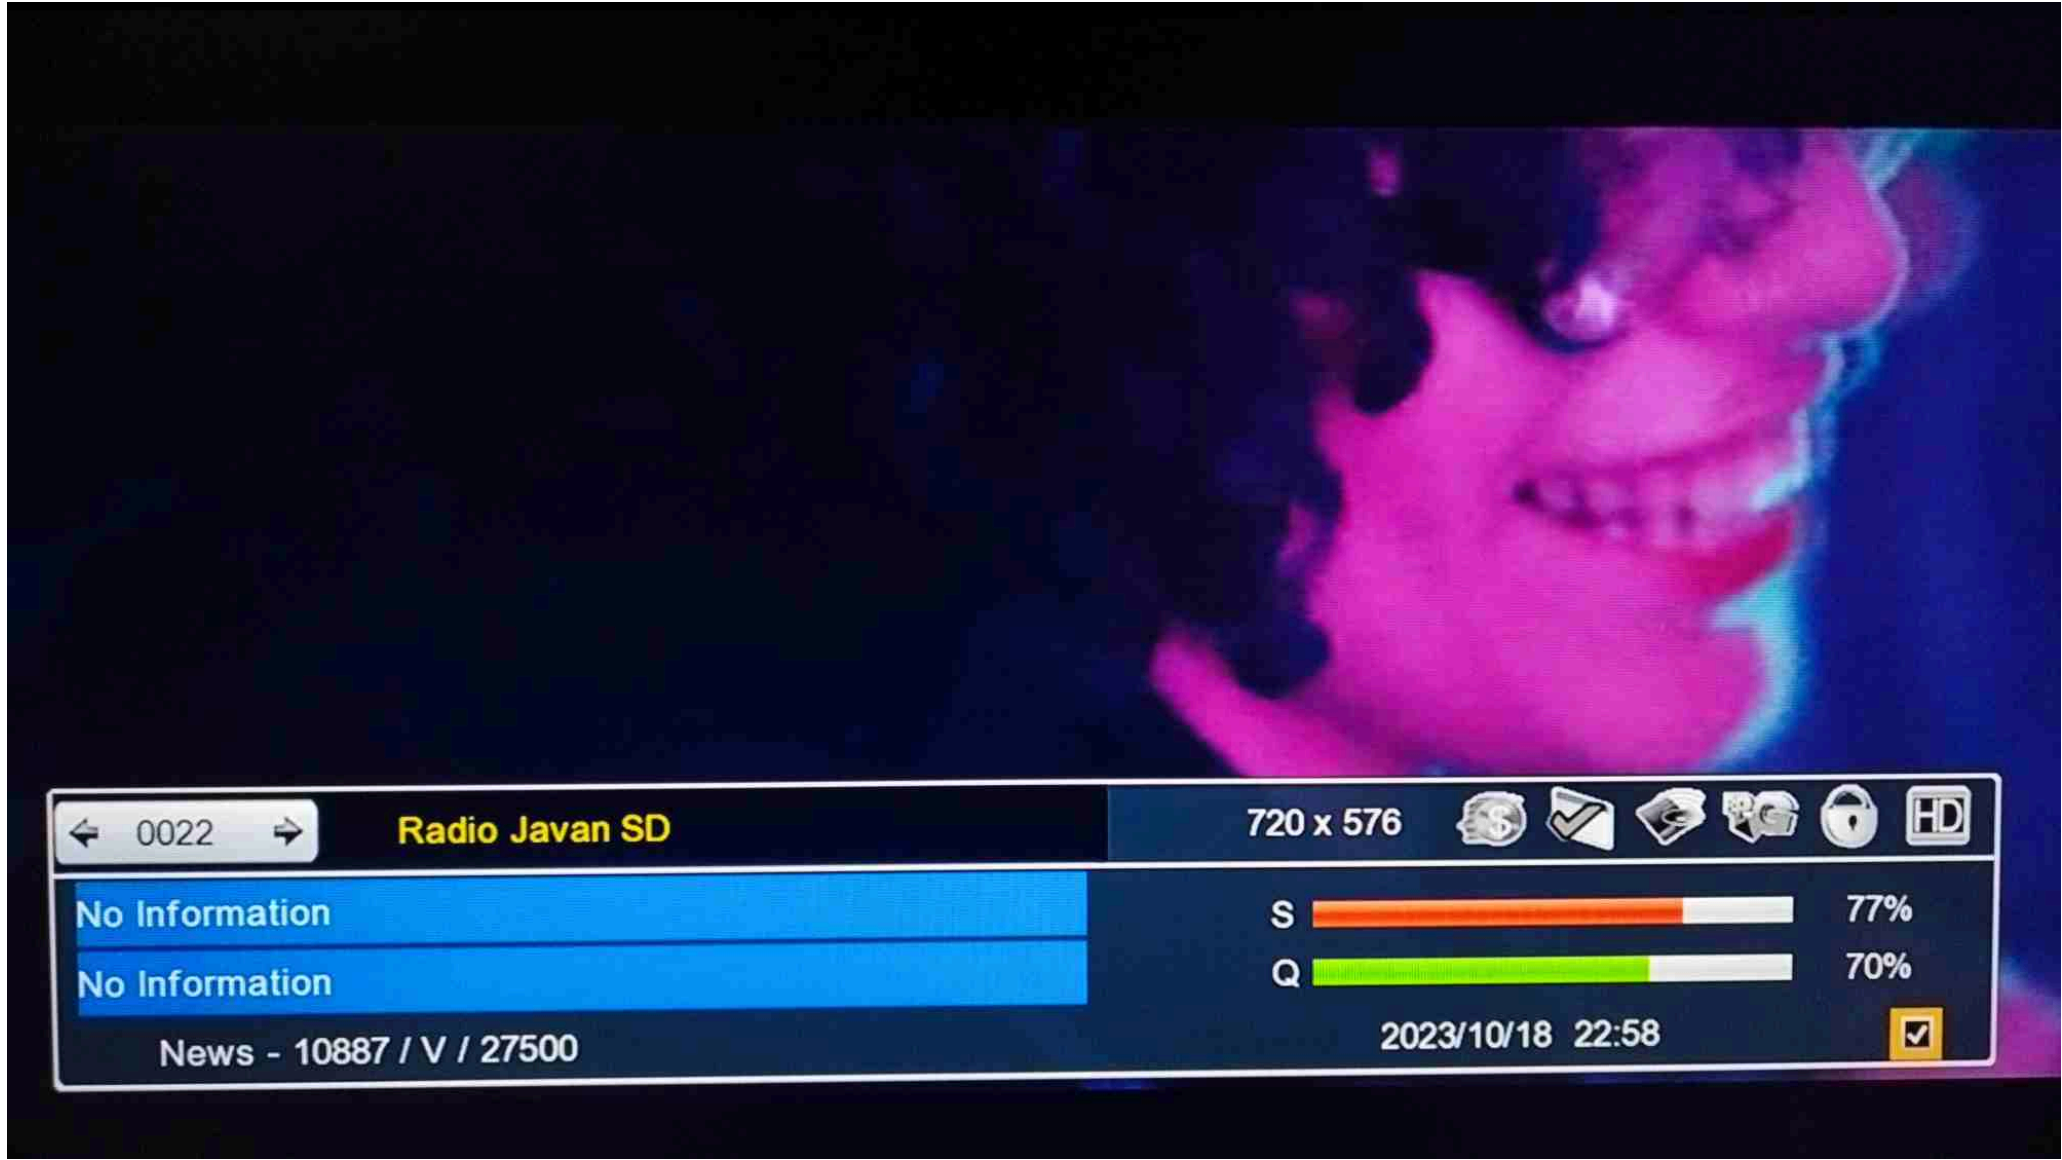 0022 Radio Javan SD 720 x 576 HD
No Information
S 77%
No Information
Q 70%
News - 10887 / V / 27500
2023/10/18 22:58